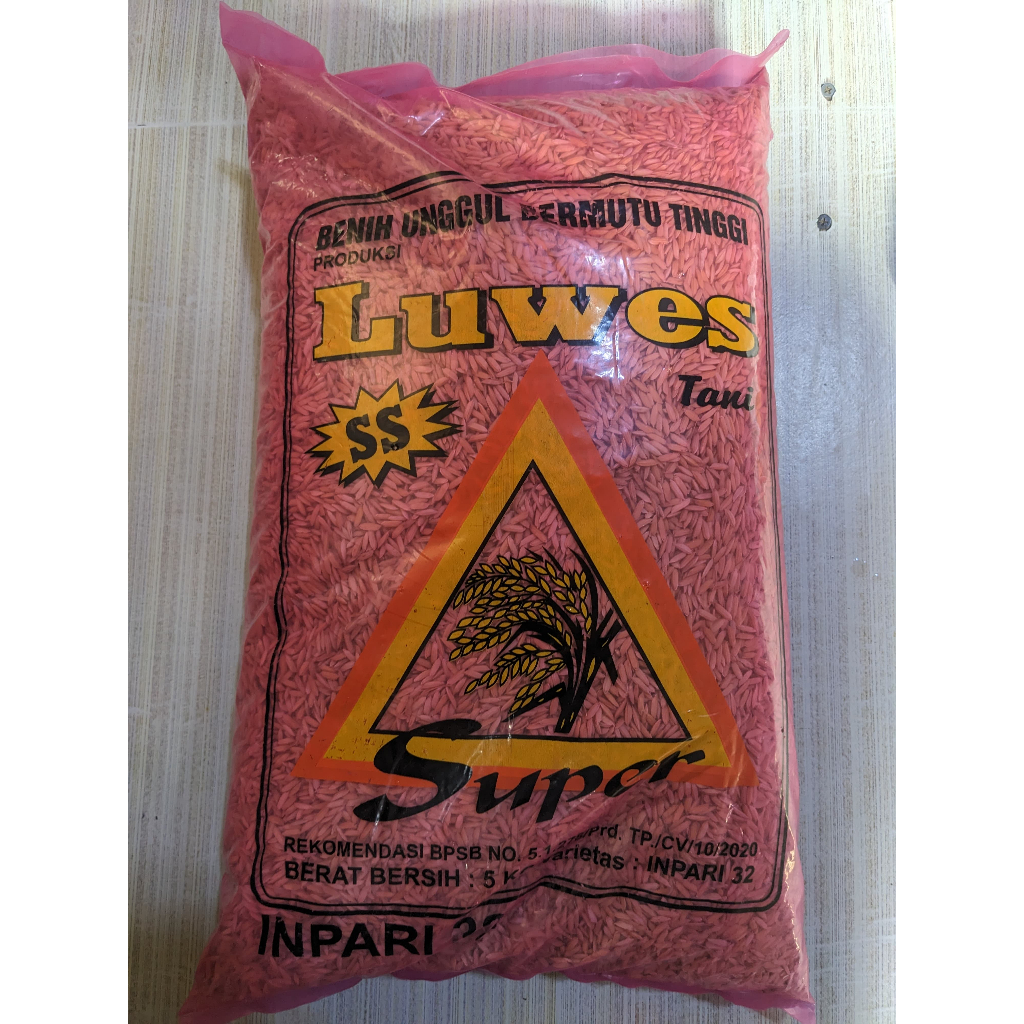 BENIH UNGGUL BERMUTU TINGGI
PRODUKSI
Luwes
Tani
SS
Super
REKOMENDASI BPSB NO. 5 Prd. TP./CV/10/2020
BERAT BERSIH : 5 Varietas : INPARI 32
INPARI